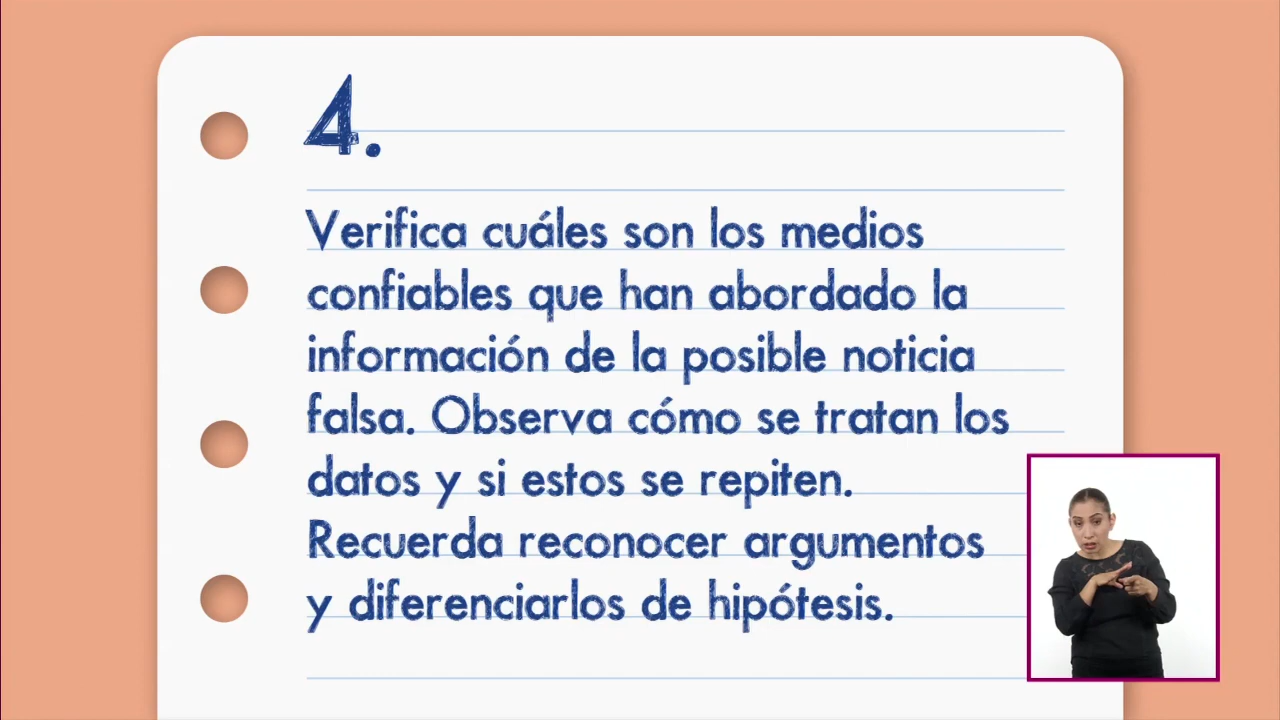 4.
Verifica cuáles son los medios
confiables que han abordado la
información de la posible noticia
falsa. Observa cómo se tratan los
datos y si estos se repiten.
Recuerda reconocer argumentos
y diferenciarlos de hipótesis.